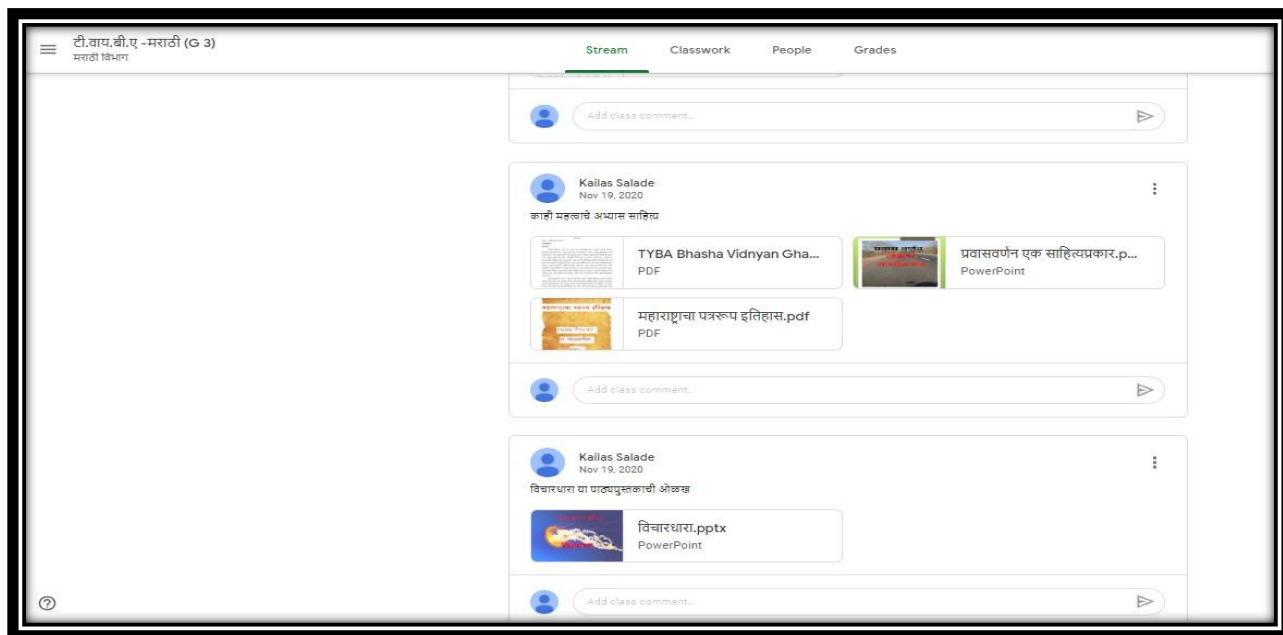 टी.वाय.बी.ए -मराठी (G 3)
मराठी विभाग
Stream Classwork People Grades
Add class comment...
Kailas Salade
Nov 19, 2020
काही महत्वाचे अभ्यास साहित्य
TYBA Bhasha Vidnyan Gha...
PDF
प्रवासवर्णन एक साहित्यप्रकार.p...
PowerPoint
महाराष्ट्राचा पत्ररूप इतिहास.pdf
PDF
Add class comment...
Kailas Salade
Nov 19, 2020
विचारधारा या पाठ्यपुस्तकाची ओळख
विचारधारा.pptx
PowerPoint
Add class comment...